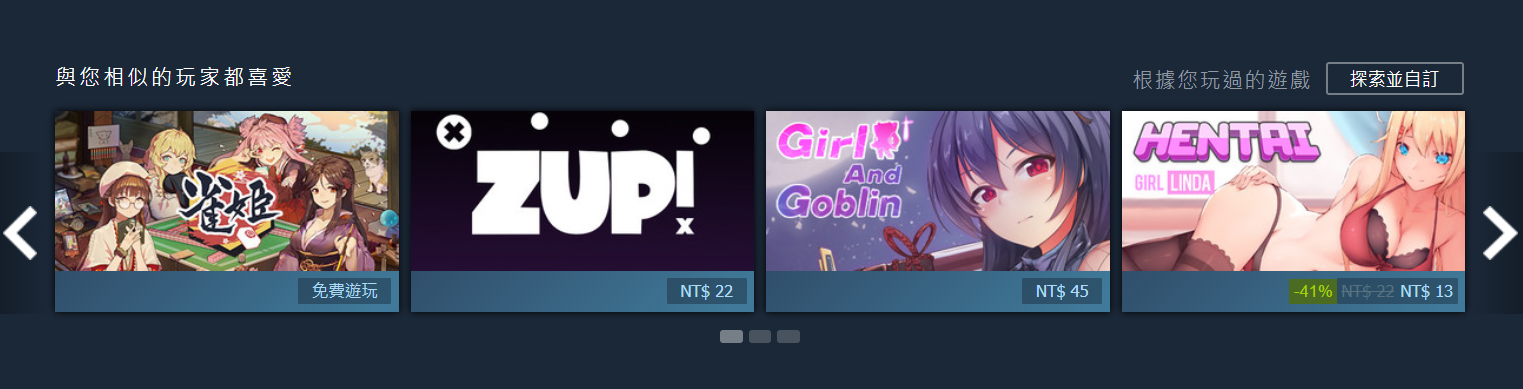 與您相似的玩家都喜愛
根據您玩過的遊戲
探索並自訂
雀姬
免費遊玩
ZUP!
x
NT$ 22
Girl
And
Goblin
NT$ 45
HENTAI
GIRL LINDA
-41% NT$ 22 NT$ 13